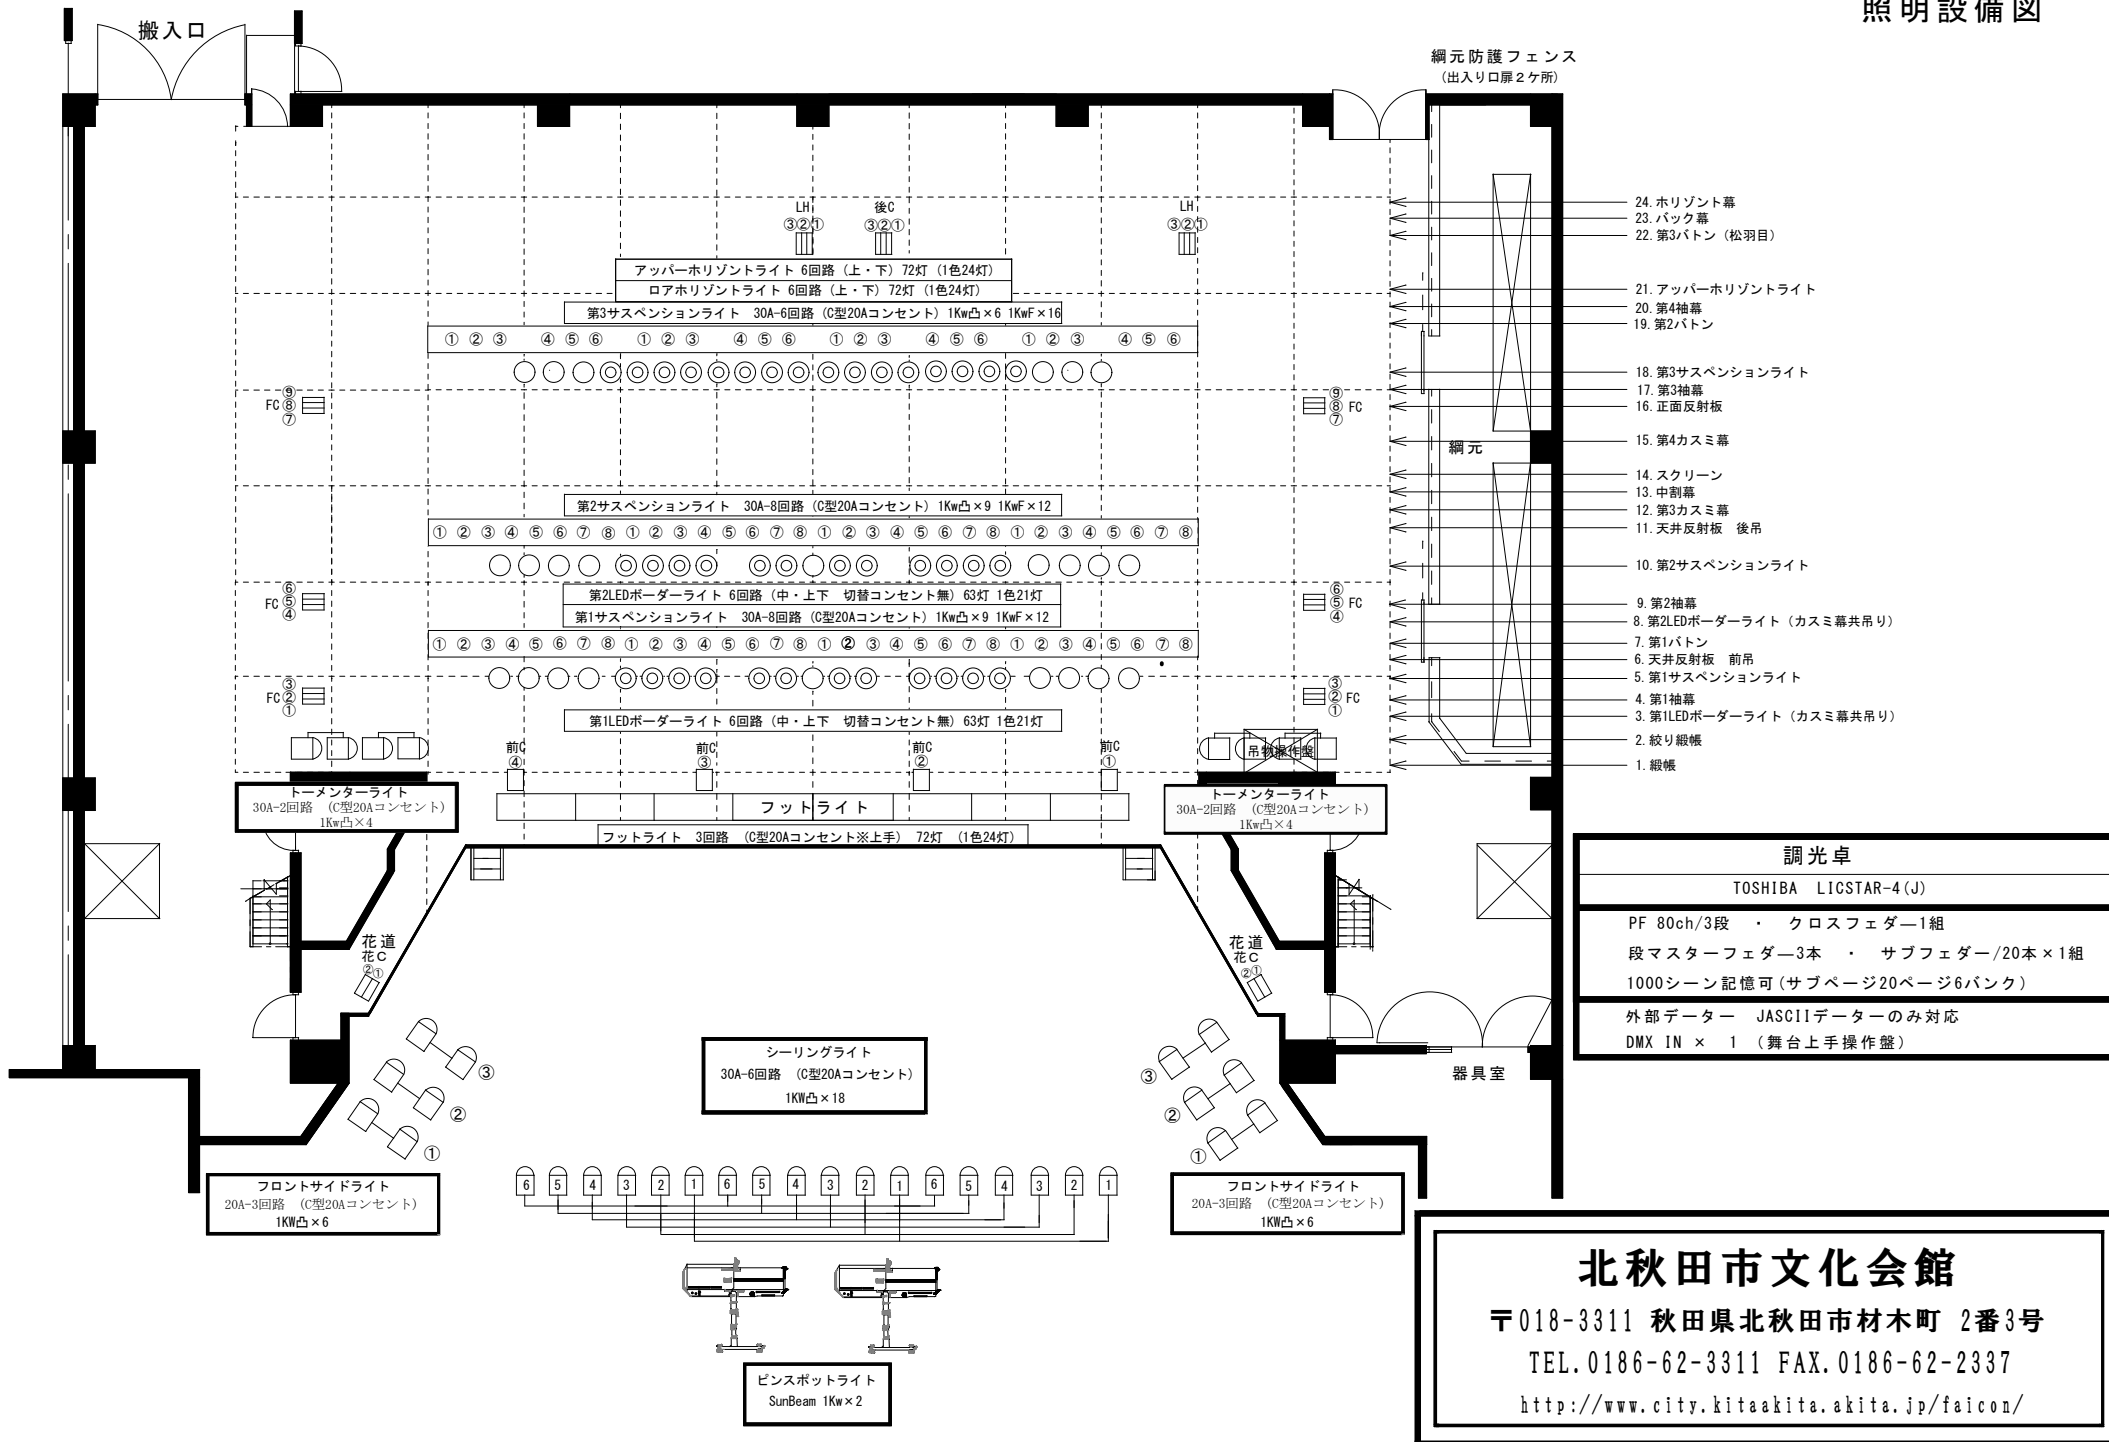 照明設備図
搬入口
綱元防護フェンス
(出入り口扉２ケ所)
LH
③②①
後C
③②①
LH
③②①
アッパーホリゾントライト 6回路（上・下）72灯（1色24灯）
ロアホリゾントライト 6回路（上・下）72灯（1色24灯）
第3サスペンションライト　30A-6回路（C型20Aコンセント）1Kw凸×6 1KwF×16
① ② ③ ④ ⑤ ⑥ ① ② ③ ④ ⑤ ⑥ ① ② ③ ④ ⑤ ⑥ ① ② ③ ④ ⑤ ⑥
⑨
FC ⑧
⑦
⑨
⑧ FC
⑦
第2サスペンションライト　30A-8回路（C型20Aコンセント）1Kw凸×9 1KwF×12
① ② ③ ④ ⑤ ⑥ ⑦ ⑧ ① ② ③ ④ ⑤ ⑥ ⑦ ⑧ ① ② ③ ④ ⑤ ⑥ ⑦ ⑧ ① ② ③ ④ ⑤ ⑥ ⑦ ⑧
⑥
FC ⑤
④
⑥
⑤ FC
④
第2LEDボーダーライト 6回路（中・上下　切替コンセント無）63灯 1色21灯
第1サスペンションライト　30A-8回路（C型20Aコンセント）1Kw凸×9 1KwF×12
① ② ③ ④ ⑤ ⑥ ⑦ ⑧ ① ② ③ ④ ⑤ ⑥ ⑦ ⑧ ① ② ③ ④ ⑤ ⑥ ⑦ ⑧ ① ② ③ ④ ⑤ ⑥ ⑦ ⑧
③
FC ②
①
③
② FC
①
第1LEDボーダーライト 6回路（中・上下　切替コンセント無）63灯 1色21灯
前C
④
前C
③
前C
②
前C
①
吊物操作盤
綱元
24.ホリゾント幕
23.バック幕
22.第3バトン（松羽目）
21.アッパーホリゾントライト
20.第4袖幕
19.第2バトン
18.第3サスペンションライト
17.第3袖幕
16.正面反射板
15.第4カスミ幕
14.スクリーン
13.中割幕
12.第3カスミ幕
11.天井反射板　後吊
10.第2サスペンションライト
9.第2袖幕
8.第2LEDボーダーライト（カスミ幕共吊り）
7.第1バトン
6.天井反射板　前吊
5.第1サスペンションライト
4.第1袖幕
3.第1LEDボーダーライト（カスミ幕共吊り）
2.絞り緞帳
1.緞帳
トーメンターライト
30A-2回路　（C型20Aコンセント）
1Kw凸×4
フットライト
フットライト　3回路　（C型20Aコンセント※上手）　72灯　（1色24灯）
トーメンターライト
30A-2回路　（C型20Aコンセント）
1Kw凸×4
花道
花C
②①
花道
花C
②①
調光卓
TOSHIBA　LICSTAR-4(J)
PF 80ch/3段　・　クロスフェダ―1組
段マスターフェダ―3本　・　サブフェダー/20本×1組
1000シーン記憶可(サブページ20ページ6バンク)
外部データー　JASCIIデーターのみ対応
DMX IN ×　1　(舞台上手操作盤)
器具室
③
②
①
③
②
①
シーリングライト
30A-6回路　（C型20Aコンセント）
1KW凸×18
フロントサイドライト
20A-3回路　（C型20Aコンセント）
1KW凸×6
フロントサイドライト
20A-3回路　（C型20Aコンセント）
1KW凸×6
6 5 4 3 2 1 6 5 4 3 2 1 6 5 4 3 2 1
ピンスポットライト
SunBeam 1Kw×2
北秋田市文化会館
〒018-3311 秋田県北秋田市材木町 2番3号
TEL.0186-62-3311 FAX.0186-62-2337
http://www.city.kitaakita.akita.jp/faicon/